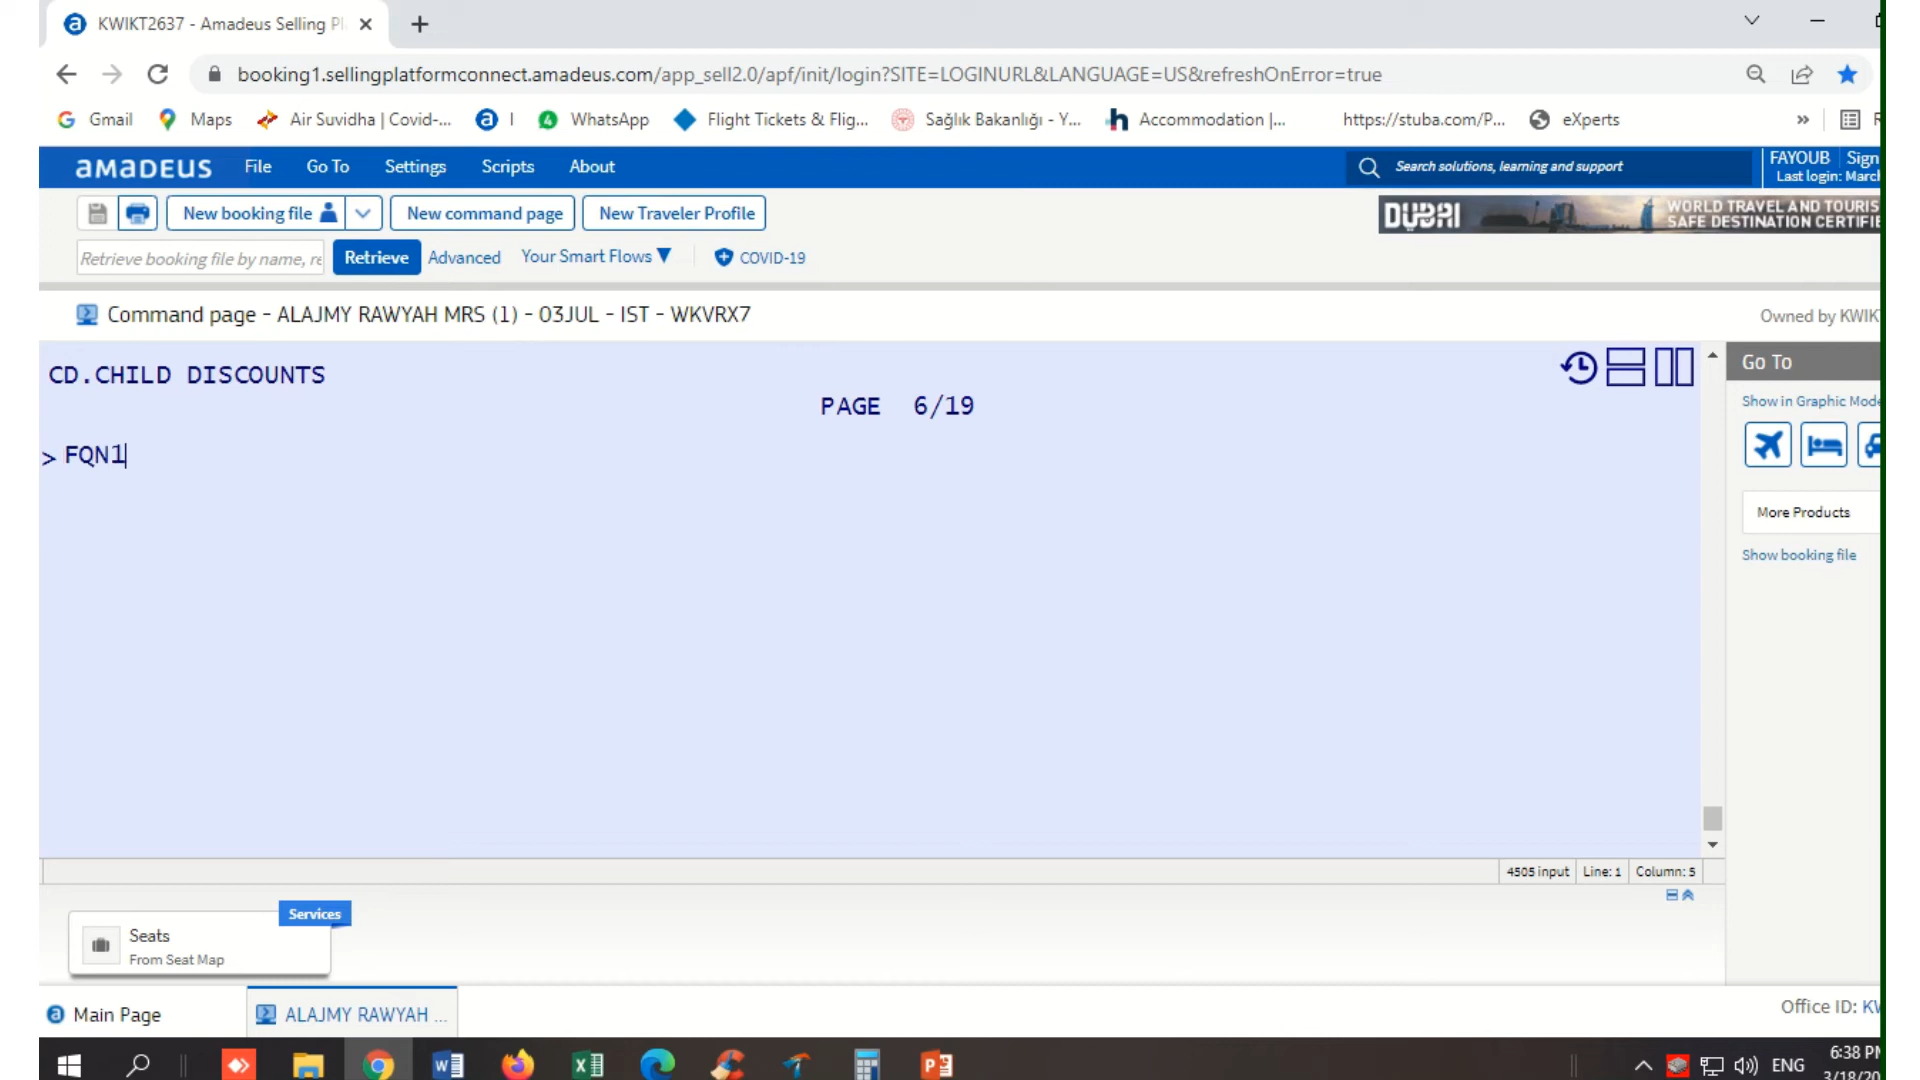 KWIKT2637 - Amadeus Selling Pl
booking1.sellingplatformconnect.amadeus.com/app_sell2.0/apf/init/login?SITE=LOGINURL&LANGUAGE=US&refreshOnError=true
Gmail Maps Air Suvidha | Covid-... I WhatsApp Flight Tickets & Flig... Sağlık Bakanlığı - Y... Accommodation |... https://stuba.com/P... eXperts »
amadeus File Go To Settings Scripts About Search solutions, learning and support FAYOUB Sign
Last login: March
New booking file New command page New Traveler Profile
DUBAI WORLD TRAVEL AND TOURIS
SAFE DESTINATION CERTIFIE
Retrieve booking file by name, re Retrieve Advanced Your Smart Flows COVID-19
Command page - ALAJMY RAWYAH MRS (1) - 03JUL - IST - WKVRX7
Owned by KWIK
CD.CHILD DISCOUNTS
PAGE 6/19
> FQN1
Go To
Show in Graphic Mode
More Products
Show booking file
4505 input Line: 1 Column: 5
Services
Seats
From Seat Map
Main Page ALAJMY RAWYAH ...
Office ID: KW
ENG
6:38 PM
3/18/20